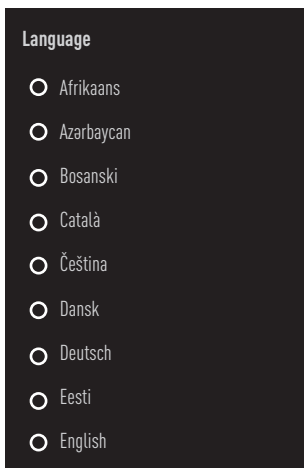 Language
Afrikaans
Azərbaycan
Bosanski
Català
Čeština
Dansk
Deutsch
Eesti
English